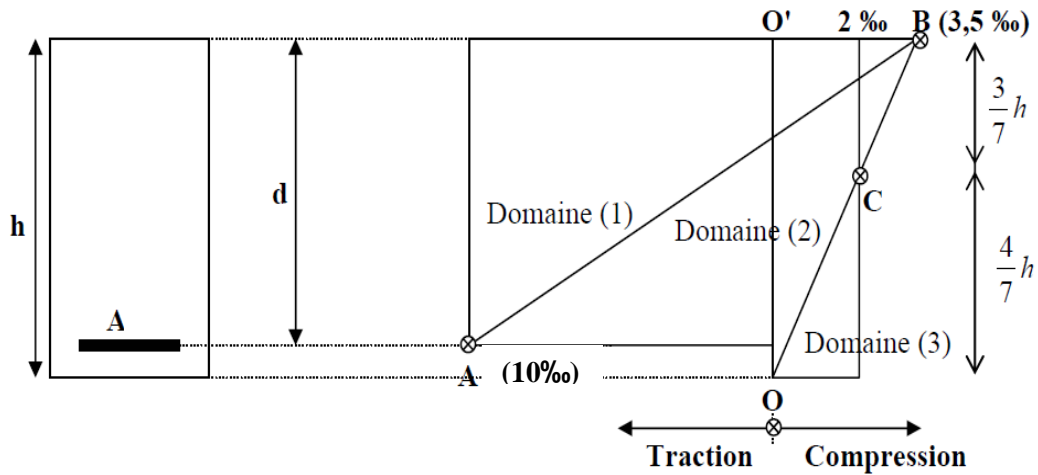 O' 2 ‰ B (3,5 ‰)
3/7 h
h
d
C
Domaine (1)
Domaine (2)
4/7 h
A
Domaine (3)
A (10‰)
O
Traction Compression